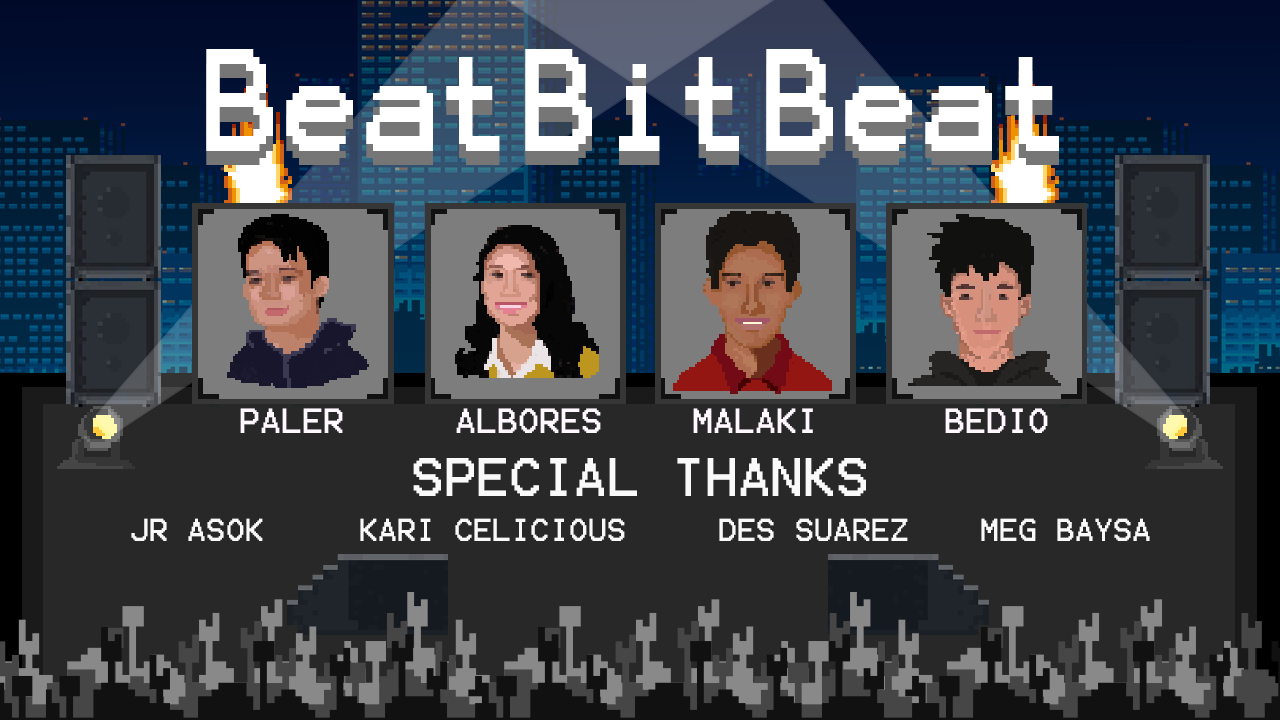 BeatBitBeat
PALER ALBORES MALAKI BEDIO
SPECIAL THANKS
JR ASOK KARI CELICIOUS DES SUAREZ MEG BAYSA